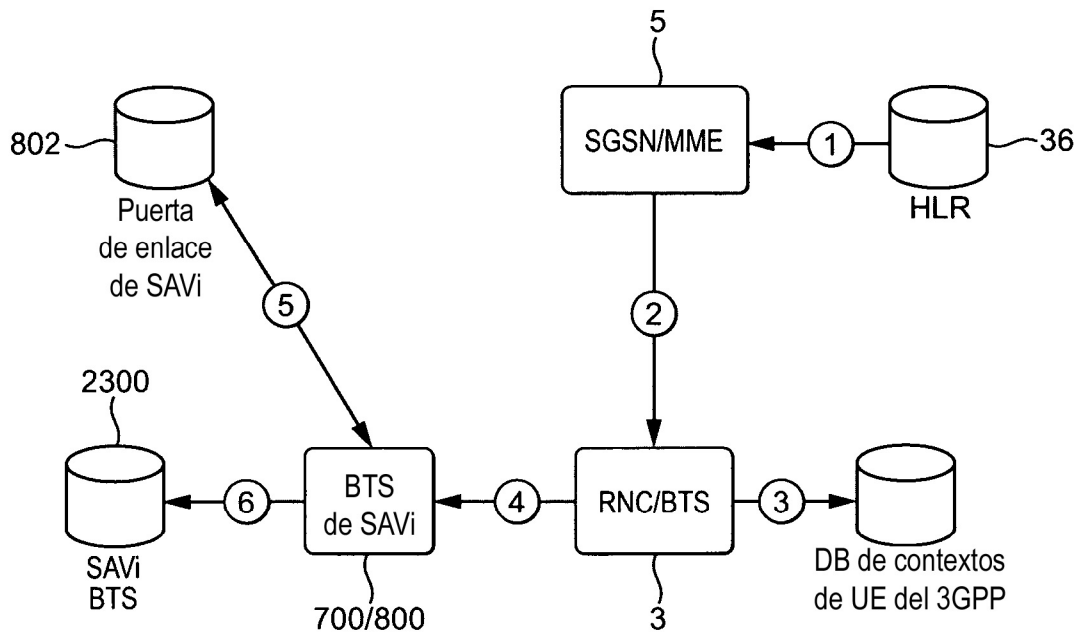 5
802
SGSN/MME
1
36
HLR
Puerta
de enlace
de SAVi
5
2
2300
BTS
de SAVi
6
4
RNC/BTS
3
SAVi
BTS
700/800
3
DB de contextos
de UE del 3GPP